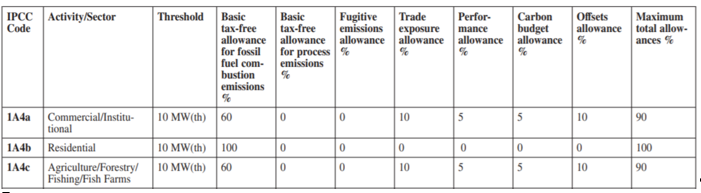 IPCC Code | Activity/Sector | Threshold | Basic tax-free allowance for fossil fuel com-bustion emissions % | Basic tax-free allowance for process emissions % | Fugitive emissions allowance % | Trade exposure allowance % | Perfor-mance allowance % | Carbon budget allowance % | Offsets allowance % | Maximum total allow-ances %
1A4a | Commercial/Institu-tional | 10 MW(th) | 60 | 0 | 0 | 10 | 5 | 5 | 10 | 90
1A4b | Residential | 10 MW(th) | 100 | 0 | 0 | 0 | 0 | 0 | 0 | 100
1A4c | Agriculture/Forestry/Fishing/Fish Farms | 10 MW(th) | 60 | 0 | 0 | 10 | 5 | 5 | 10 | 90